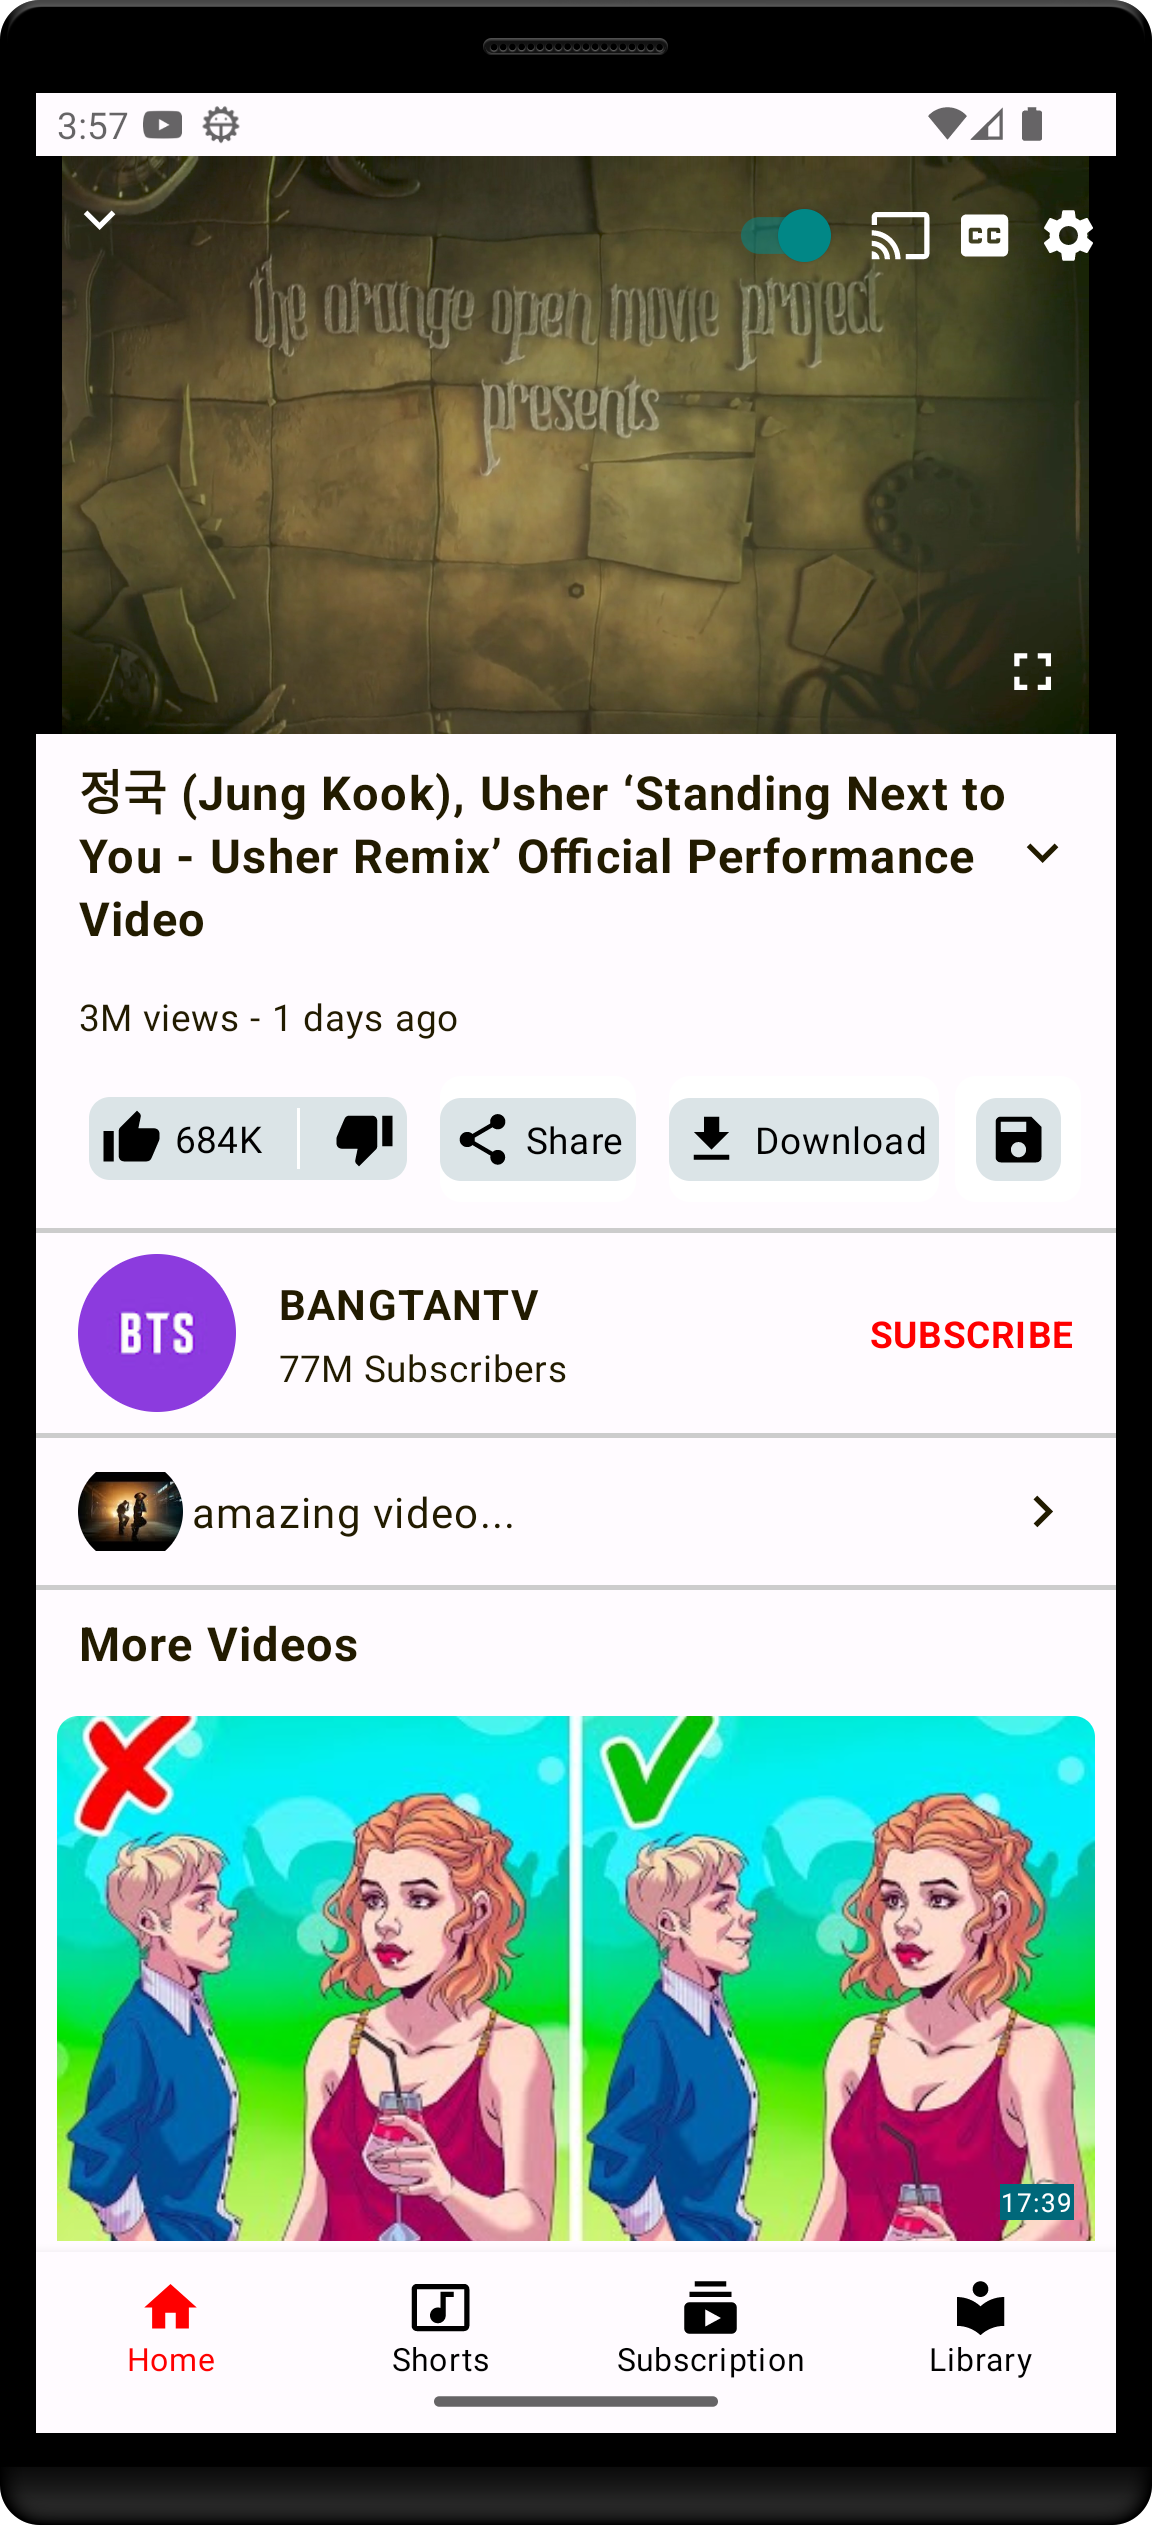 3:57
the orange open movie project
presents
정국 (Jung Kook), Usher ‘Standing Next to
You - Usher Remix’ Official Performance
Video
3M views - 1 days ago
684K
Share
Download
BTS
BANGTANTV
77M Subscribers
SUBSCRIBE
amazing video...
More Videos
17:39
Home
Shorts
Subscription
Library